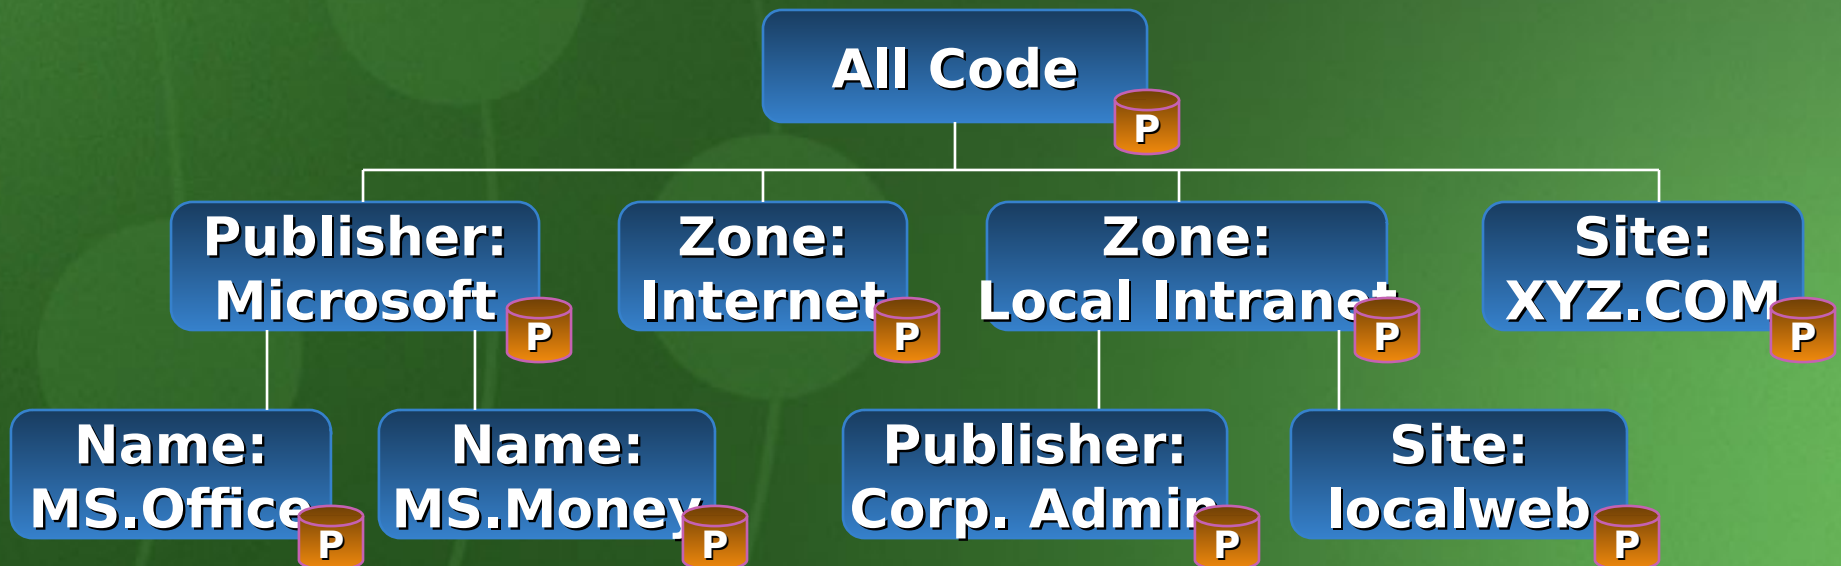 All Code
P
Publisher:
Microsoft
P
Zone:
Internet
P
Zone:
Local Intranet
P
Site:
XYZ.COM
P
Name:
MS.Office
P
Name:
MS.Money
P
Publisher:
Corp. Admin
P
Site:
localweb
P